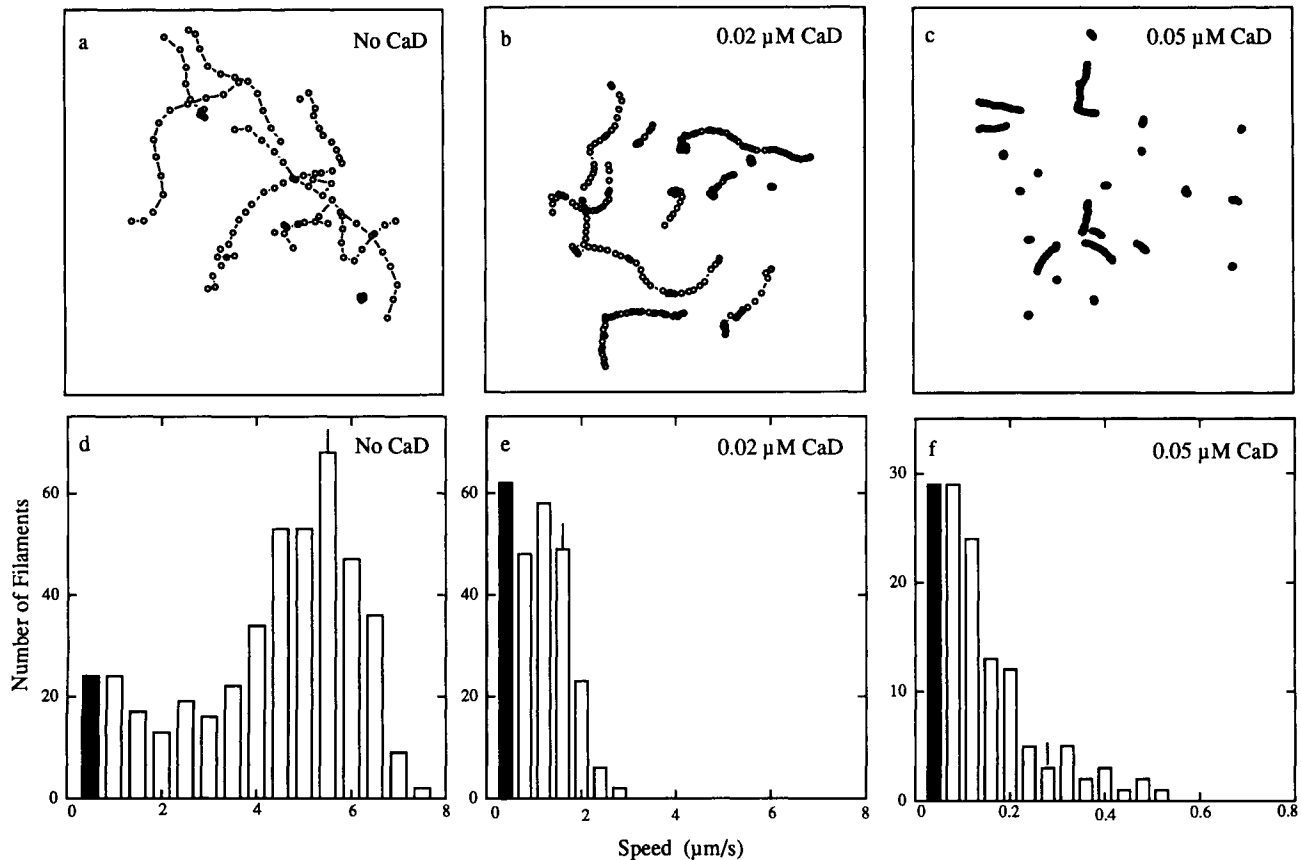 a No CaD
b 0.02 µM CaD
c 0.05 µM CaD
d No CaD
e 0.02 µM CaD
f 0.05 µM CaD
Number of Filaments
60
40
20
0
0 2 4 6 8
60
40
20
0
0 2 4 6 8
30
20
10
0
0 0.2 0.4 0.6 0.8
Speed (µm/s)